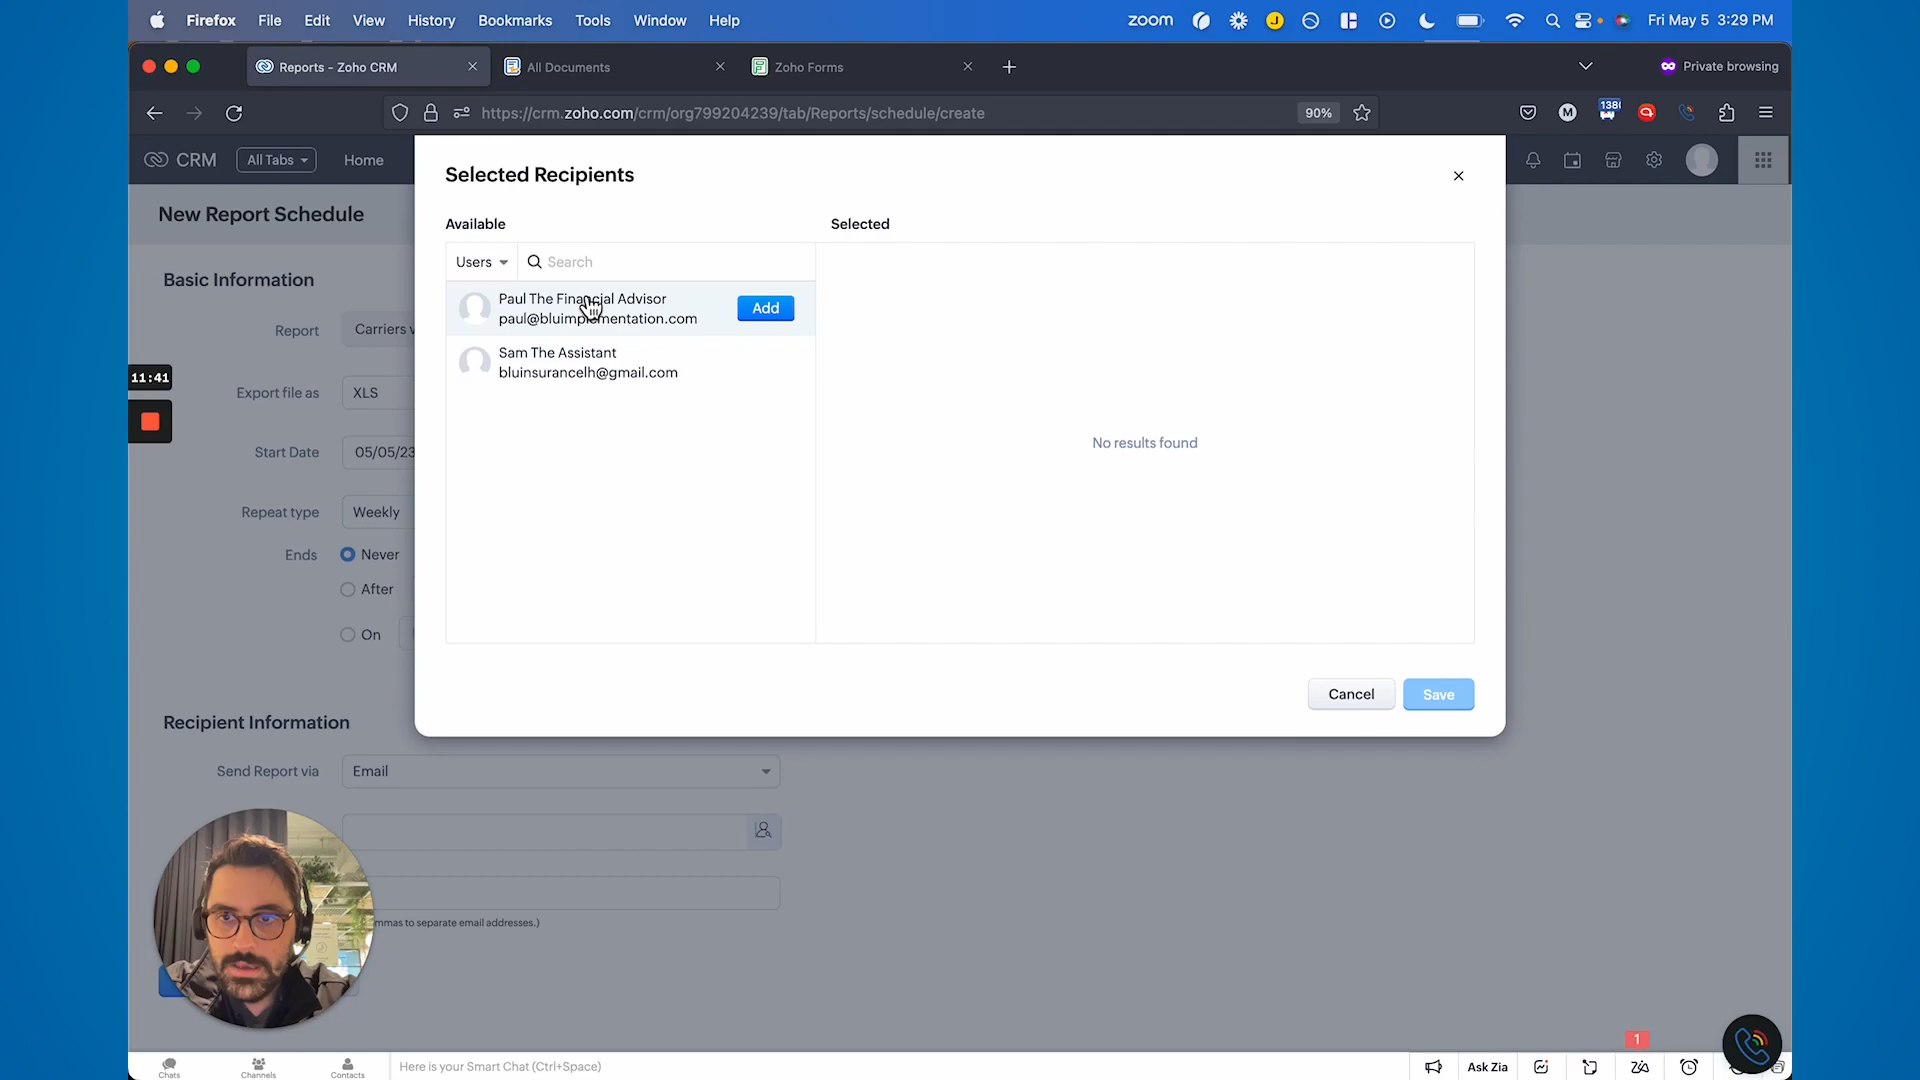 Firefox File Edit View History Bookmarks Tools Window Help
zoom J Fri May 5 3:29 PM
Reports - Zoho CRM
All Documents
Zoho Forms
Private browsing
https://crm.zoho.com/crm/org799204239/tab/Reports/schedule/create
90%
M
138
CRM
All Tabs
Home
New Report Schedule
Basic Information
Report
Carriers
Export file as
XLS
11:41
Start Date
05/05/23
Repeat type
Weekly
Ends
Never
After
On
Selected Recipients
Available
Selected
Users
Search
Paul The Financial Advisor
paul@bluimplementation.com
Add
Sam The Assistant
bluinsurancelh@gmail.com
No results found
Cancel
Save
Recipient Information
Send Report via
Email
mmas to separate email addresses.)
1
Chats
Channels
Contacts
Here is your Smart Chat (Ctrl+Space)
Ask Zia